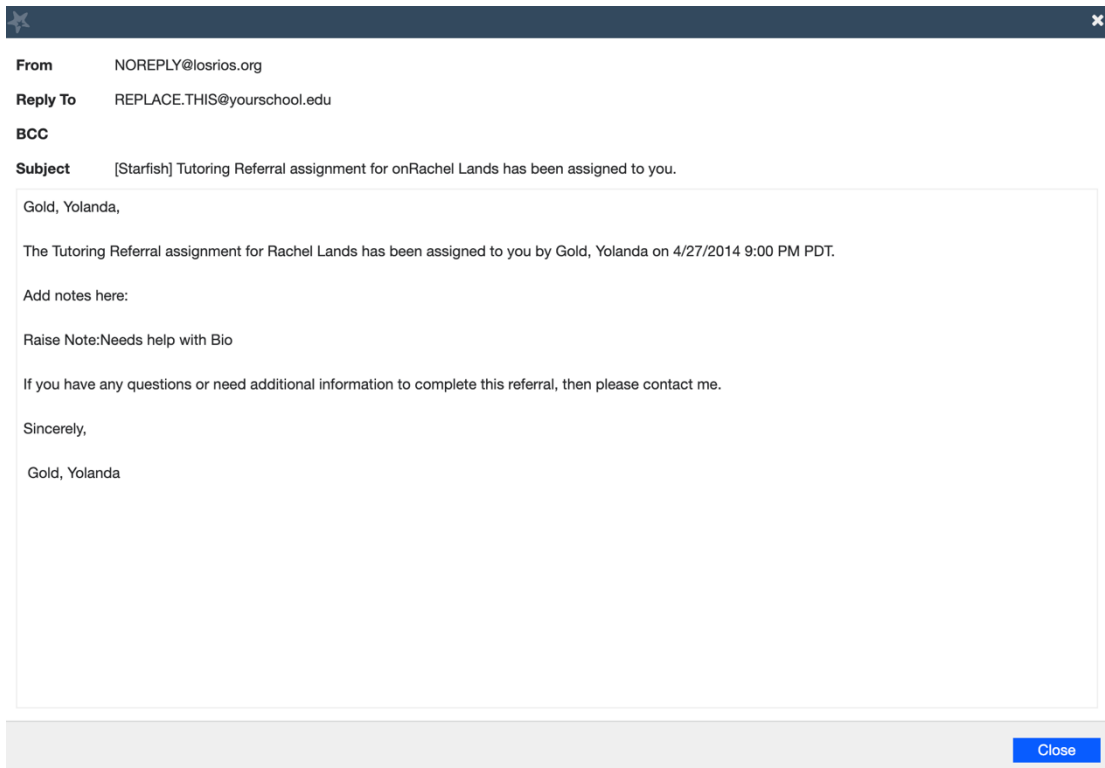 From NOREPLY@losrios.org
Reply To REPLACE.THIS@yourschool.edu
BCC
Subject [Starfish] Tutoring Referral assignment for onRachel Lands has been assigned to you.
Gold, Yolanda,
The Tutoring Referral assignment for Rachel Lands has been assigned to you by Gold, Yolanda on 4/27/2014 9:00 PM PDT.
Add notes here:
Raise Note:Needs help with Bio
If you have any questions or need additional information to complete this referral, then please contact me.
Sincerely,
Gold, Yolanda
Close